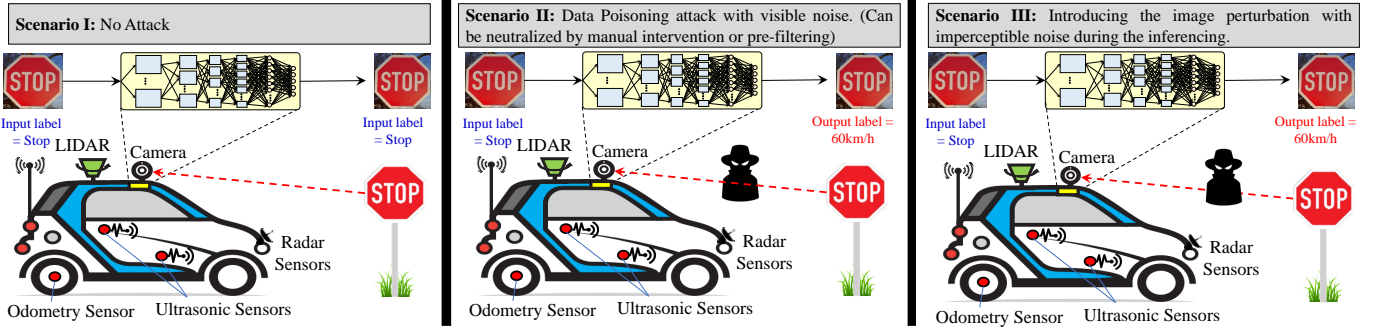 Scenario I: No Attack
STOP
STOP
Input label
= Stop
Input label
= Stop
LIDAR
Camera
STOP
Radar
Sensors
Odometry Sensor
Ultrasonic Sensors
Scenario II: Data Poisoning attack with visible noise. (Can
be neutralized by manual intervention or pre-filtering)
STOP
STOP
Input label
= Stop
Output label =
60km/h
LIDAR
Camera
STOP
Radar
Sensors
Odometry Sensor
Ultrasonic Sensors
Scenario III: Introducing the image perturbation with
imperceptible noise during the inferencing.
STOP
STOP
Input label
= Stop
Output label =
60km/h
LIDAR
Camera
STOP
Radar
Sensors
Odometry Sensor
Ultrasonic Sensors